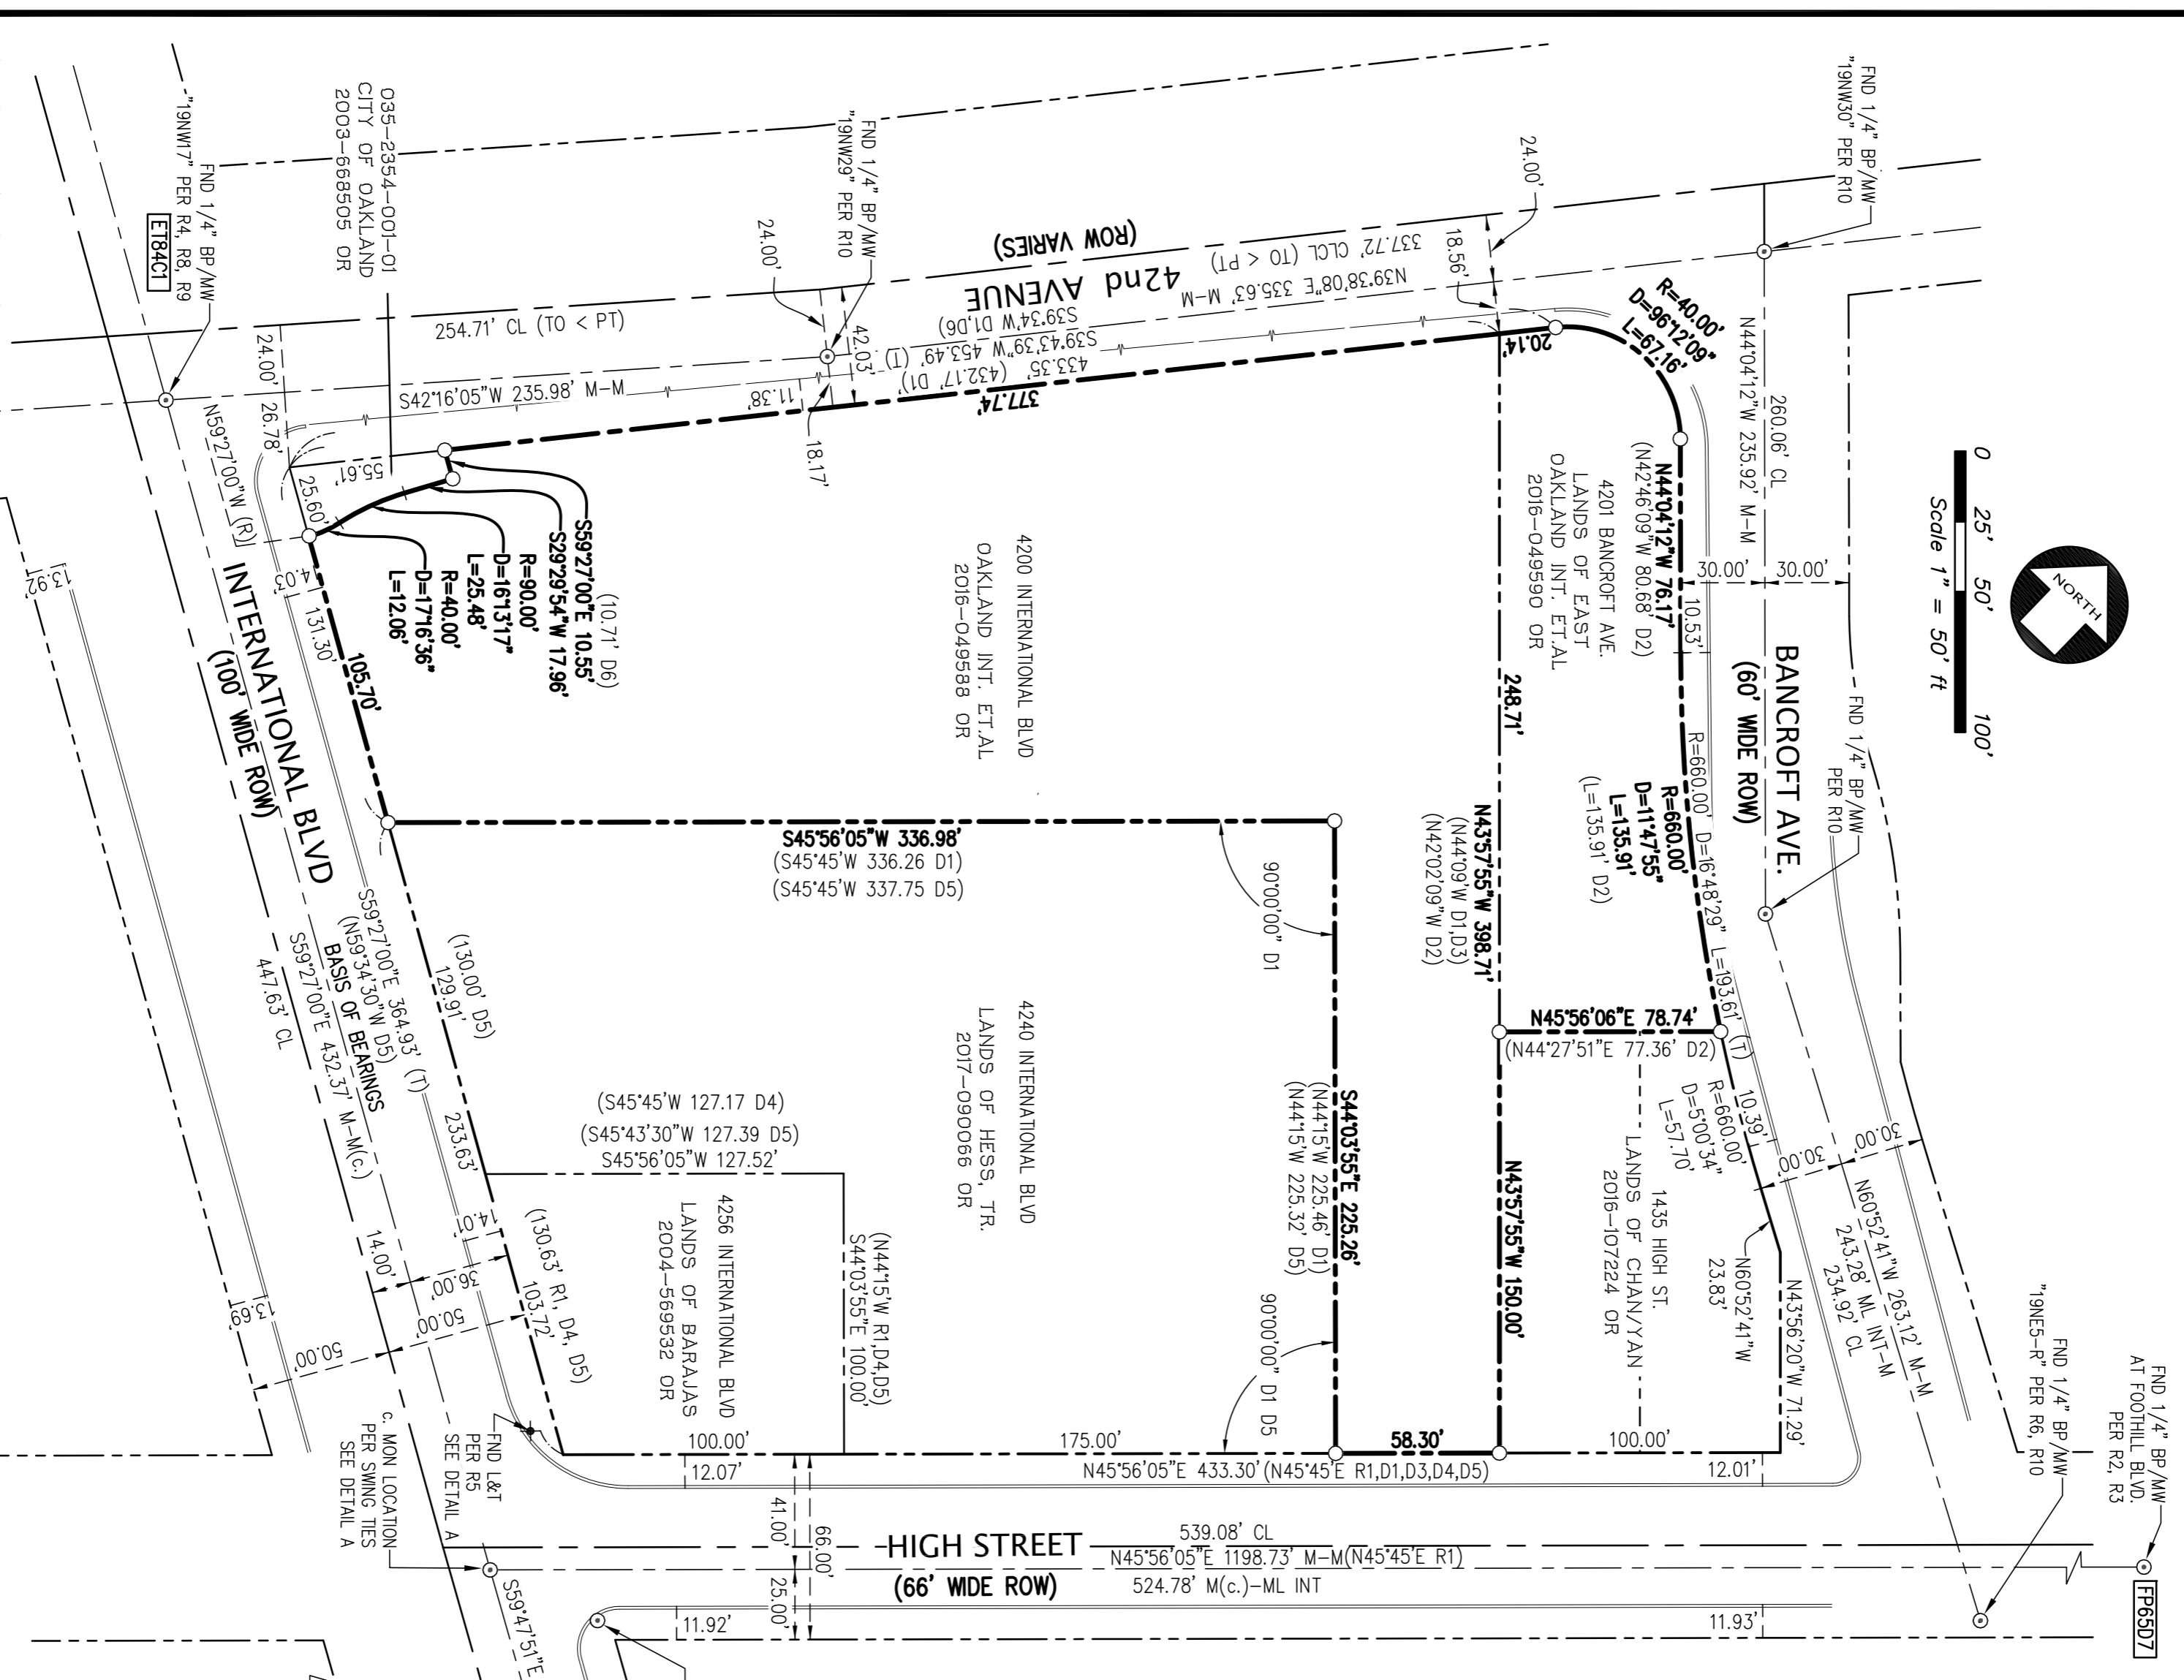 FND 1/4" BP/MW
"19NW30" PER R10
0 25' 50' 100'
Scale 1" = 50' ft
NORTH
BANCROFT AVE.
(60' WIDE ROW)
260.06' CL
N44°04'12"W 235.92' M-M
30.00'
30.00'
10.53'
FND 1/4" BP/MW
PER R10
R=660.00' D=16°48'29" L=193.61' (T)
R=40.00'
D=96°12'09"
L=67.16'
N44°04'12"W 76.17'
(N42°46'09"W 80.68' D2)
4201 BANCROFT AVE.
LANDS OF EAST
OAKLAND INT. ET.AL
2016-049590 OR
R=660.00'
D=11°47'55"
L=135.91'
(L=135.91' D2)
24.00'
18.56'
20.14'
337.72' CLCL (TO < PT)
N39°38'08"E 335.63' M-M
(ROW VARIES)
42nd AVENUE
S39°34'W D1,D6)
S39°43'39"W 453.49' (T)
433.35' (432.17' D1)
377.74'
FND 1/4" BP/MW
"19NW29" PER R10
24.00'
42.03'
11.38'
18.17'
254.71' CL (TO < PT)
S42°16'05"W 235.98' M-M
035-2354-001-01
CITY OF OAKLAND
2003-668505 OR
FND 1/4" BP/MW
"19NW17" PER R4, R8, R9
ET84C1
24.00'
26.78'
N59°27'00"W (R)
55.61'
25.60'
4.03'
131.30'
105.70'
(10.71' D6)
S59°27'00"E 10.55'
S29°29'54"W 17.96'
R=90.00'
D=16°13'17"
L=25.48'
R=40.00'
D=17°16'36"
L=12.06'
13.92'
INTERNATIONAL BLVD
(100' WIDE ROW)
4200 INTERNATIONAL BLVD
OAKLAND INT. ET.AL
2016-049588 OR
248.71'
N43°57'55"W 398.71'
(N44°09'W D1,D3)
(N42°02'09"W D2)
S45°56'05"W 336.98'
(S45°45'W 336.26 D1)
(S45°45'W 337.75 D5)
90°00'00" D1
N45°56'06"E 78.74'
(N44°27'51"E 77.36' D2)
10.39'
R=660.00'
D=5°00'34"
L=57.70'
30.00'
30.00'
N60°52'41"W 263.12' M-M
243.28' ML INT-M
234.92' CL
N60°52'41"W
23.83'
N43°56'20"W 71.29'
1435 HIGH ST.
LANDS OF CHAN/YAN
2016-107224 OR
N43°57'55"W 150.00'
S44°03'55"E 225.26'
(N44°15'W 225.46' D1)
(N44°15'W 225.32' D5)
90°00'00" D1 D5
4240 INTERNATIONAL BLVD
LANDS OF HESS, TR.
2017-090066 OR
(S45°45'W 127.17 D4)
(S45°43'30"W 127.39 D5)
S45°56'05"W 127.52'
(130.00' D5)
129.91'
S59°27'00"E 364.93' (T)
(N59°34'30"W D5)
BASIS OF BEARINGS
S59°27'00"E 432.37' M-M(c.)
447.63' CL
233.63'
14.01'
(130.63' R1, D4, D5)
103.72'
14.00'
36.00'
50.00'
50.00'
13.69'
4256 INTERNATIONAL BLVD
LANDS OF BARAJAS
2004-569532 OR
(N44°15'W R1,D4,D5)
S44°03'55"E 100.00'
FND L&T
PER R5
SEE DETAIL A
c. MON LOCATION
PER SWING TIES
SEE DETAIL A
100.00'
175.00'
58.30'
100.00'
12.07'
N45°56'05"E 433.30' (N45°45'E R1,D1,D3,D4,D5)
12.01'
41.00'
66.00'
25.00'
HIGH STREET
(66' WIDE ROW)
539.08' CL
N45°56'05"E 1198.73' M-M(N45°45'E R1)
524.78' M(c.)-ML INT
11.92'
11.93'
S59°47'51"E
FND 1/4" BP/MW
"19NE5-R" PER R6, R10
FND 1/4" BP/MW
AT FOOTHILL BLVD.
PER R2, R3
FP65D7